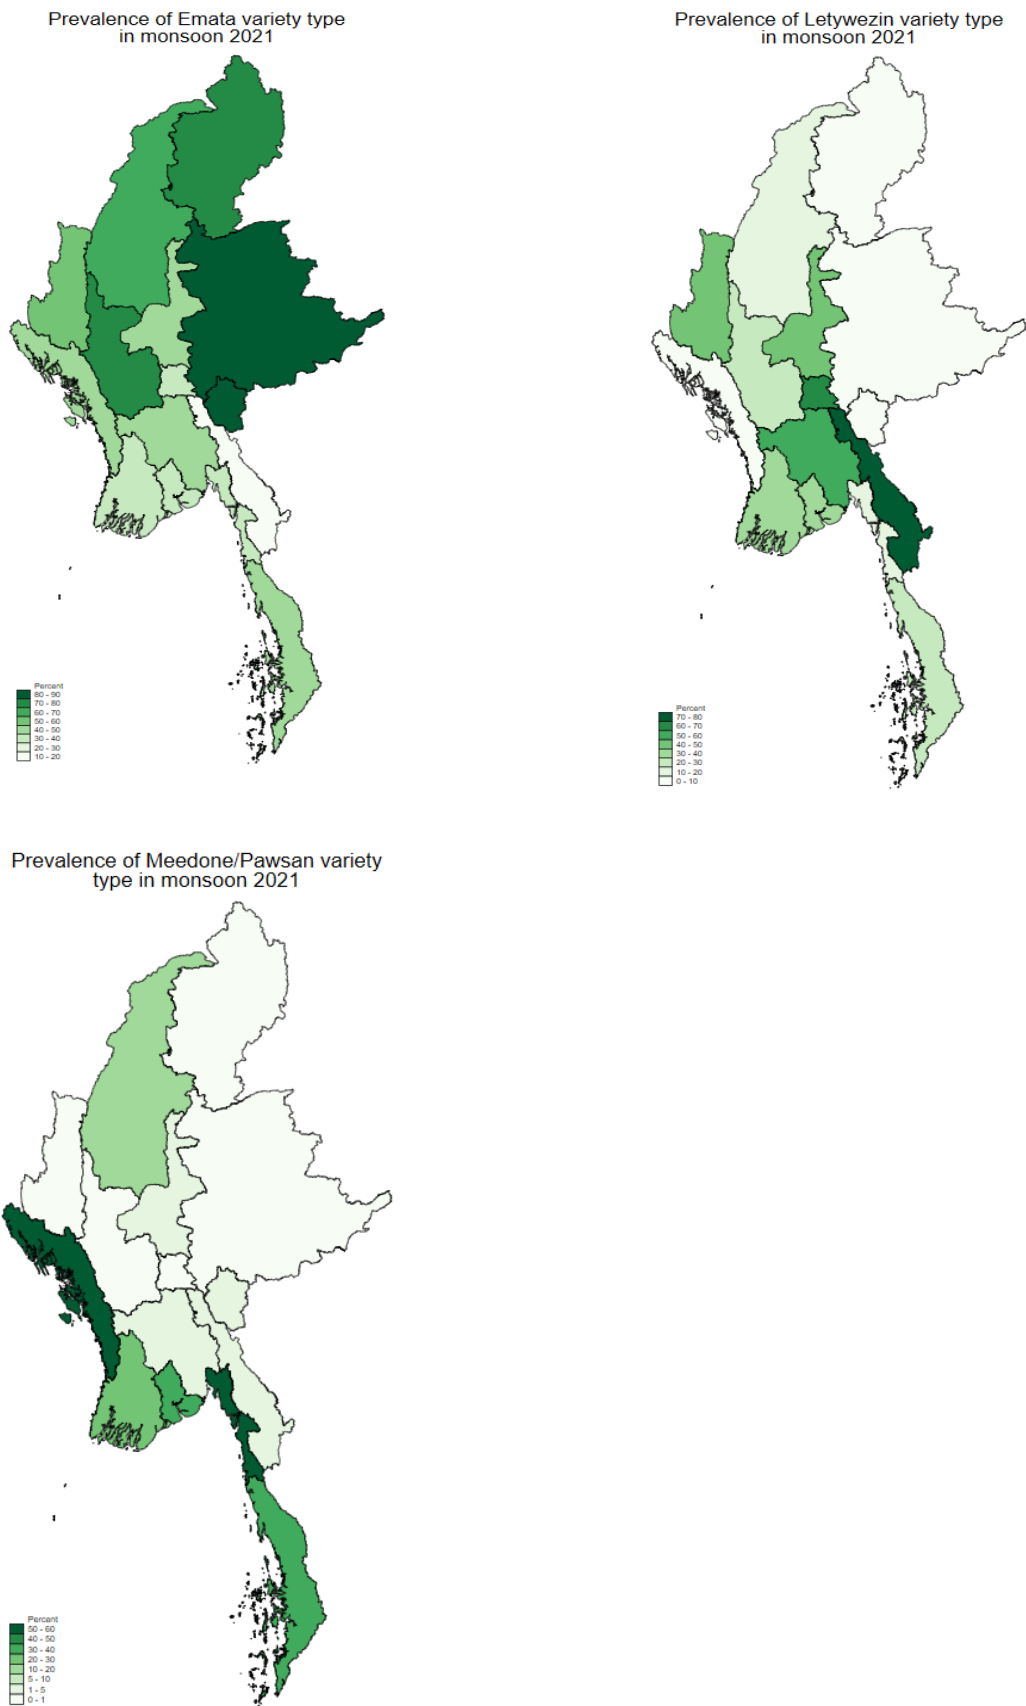 Prevalence of Emata variety type
in monsoon 2021
Percent
80 - 90
70 - 80
60 - 70
50 - 60
40 - 50
30 - 40
20 - 30
10 - 20
Prevalence of Letywezin variety type
in monsoon 2021
Percent
70 - 80
60 - 70
50 - 60
40 - 50
30 - 40
20 - 30
10 - 20
0 - 10
Prevalence of Meedone/Pawsan variety
type in monsoon 2021
Percent
50 - 60
40 - 50
30 - 40
20 - 30
10 - 20
5 - 10
1 - 5
0 - 1